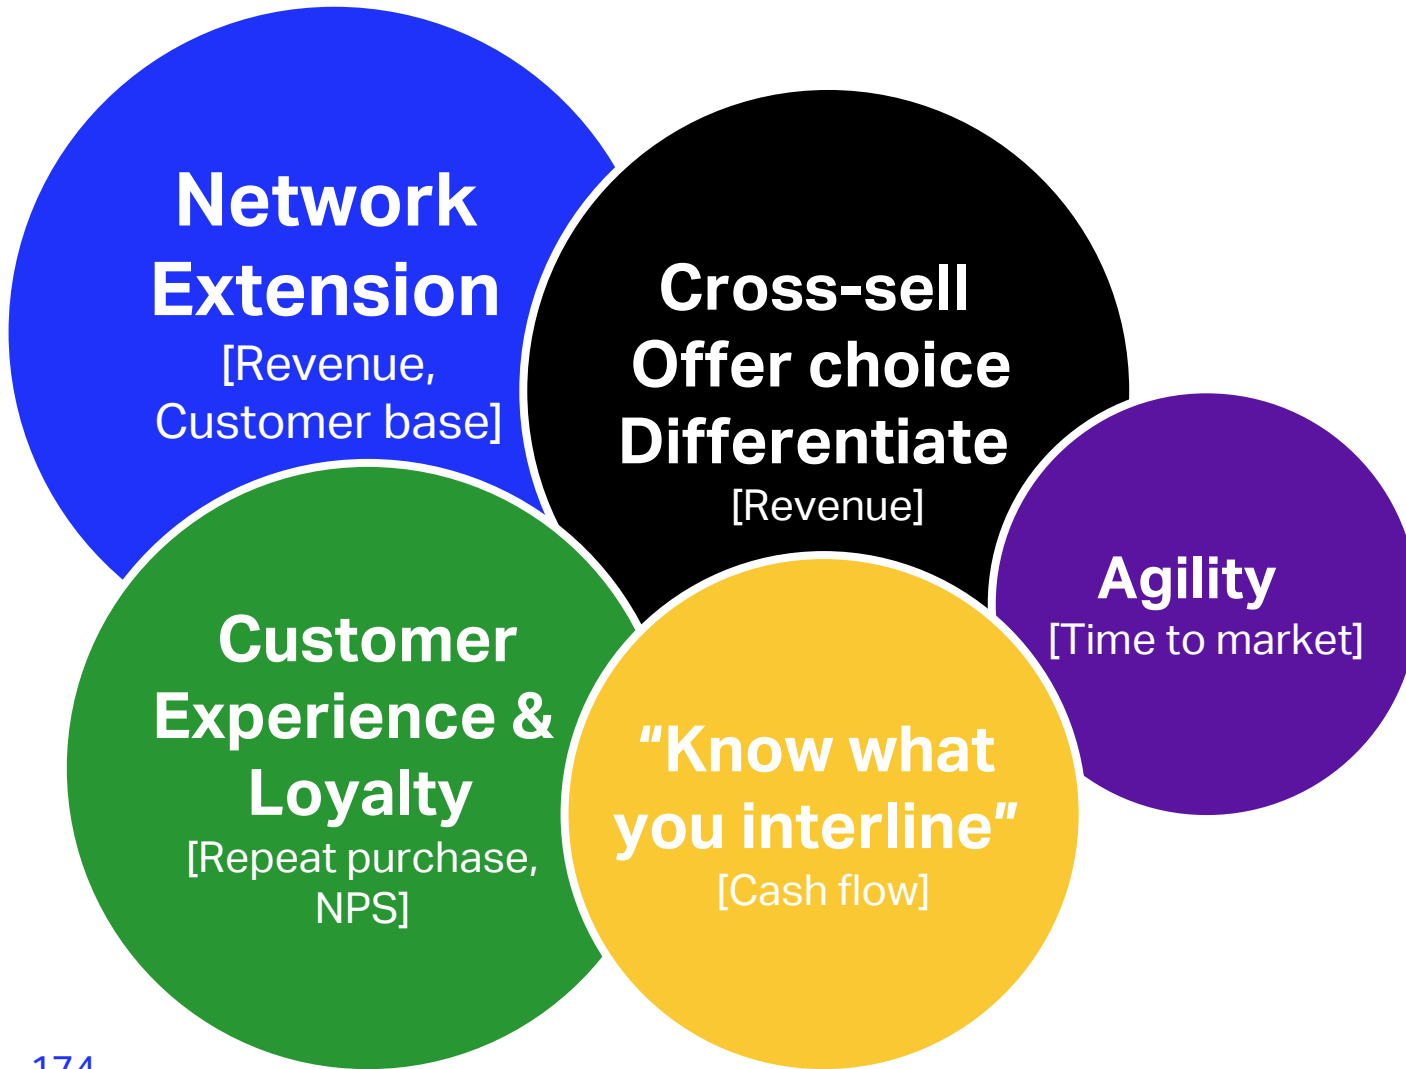 Network
Extension
[Revenue,
Customer base]
Cross-sell
Offer choice
Differentiate
[Revenue]
Agility
[Time to market]
Customer
Experience &
Loyalty
[Repeat purchase,
NPS]
“Know what
you interline”
[Cash flow]
174